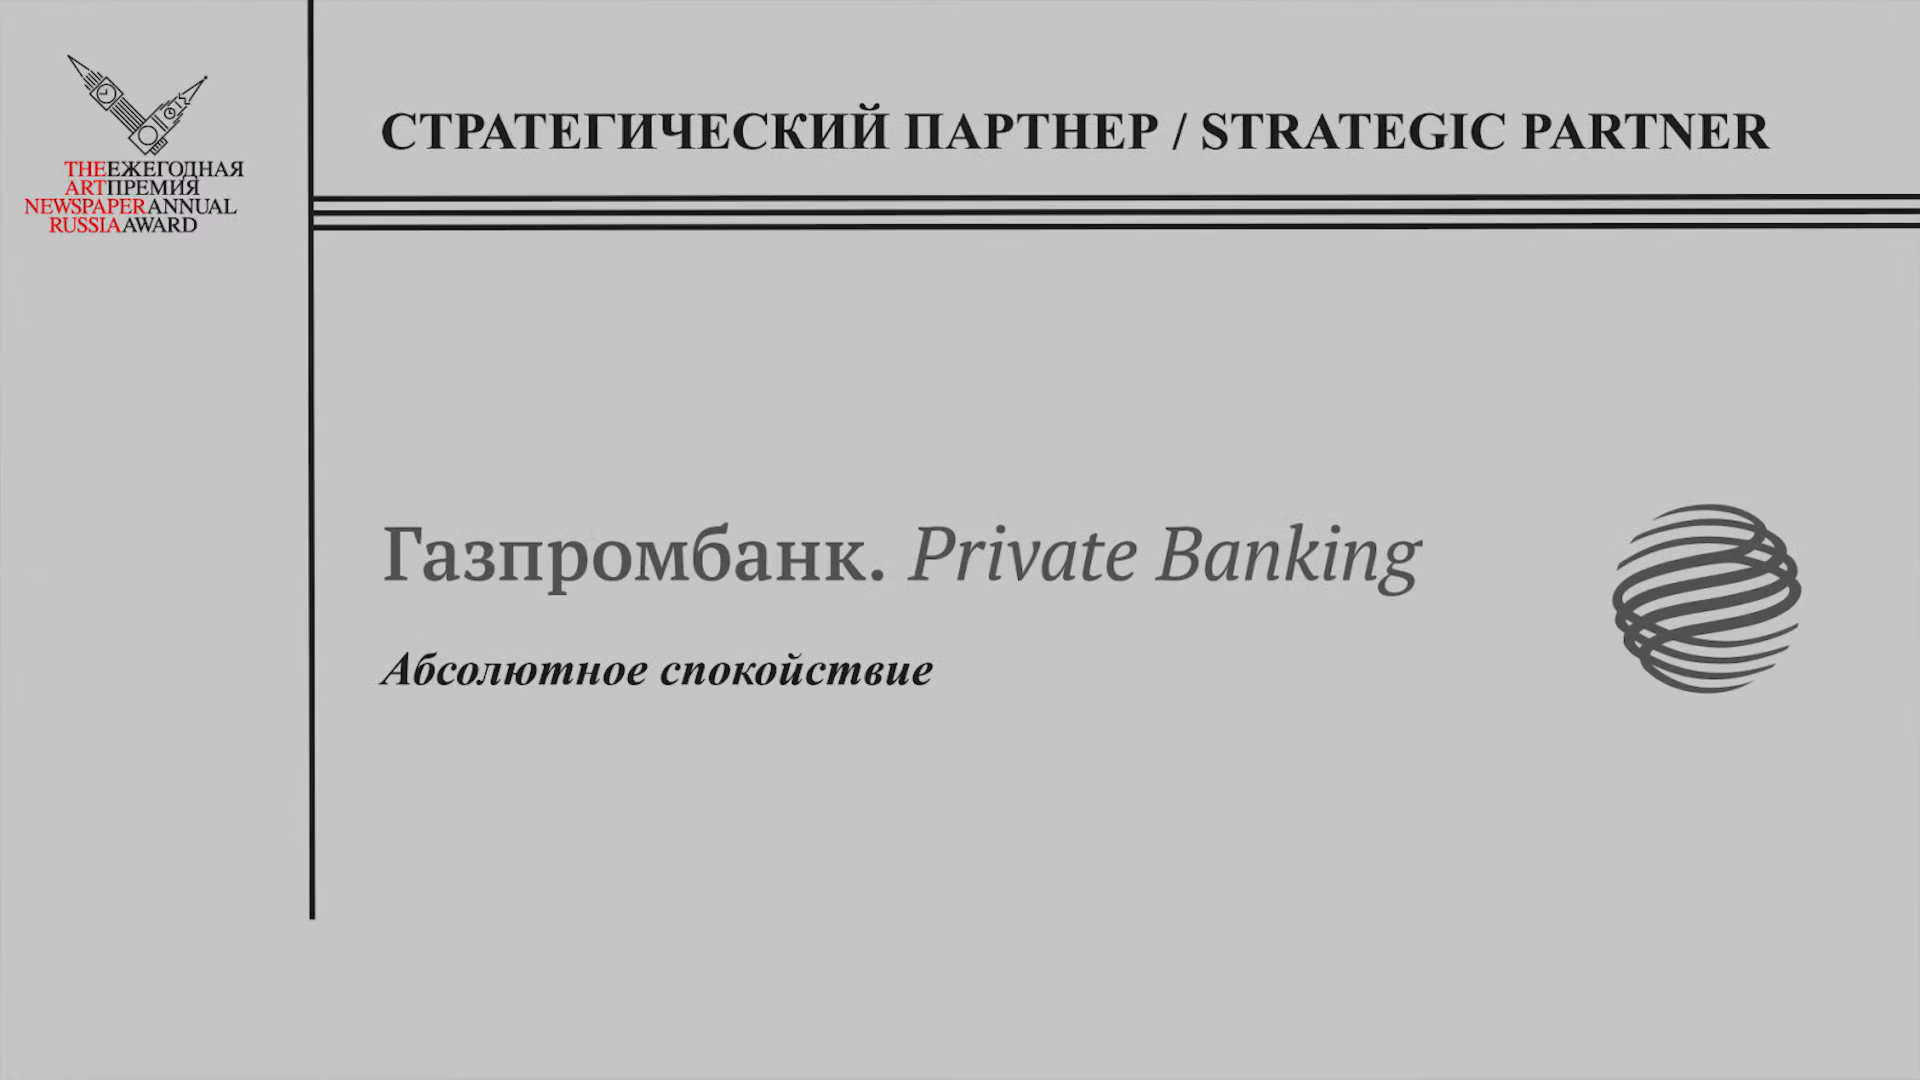 THEЕЖЕГОДНАЯ
ARTПРЕМИЯ
NEWSPAPERANNUAL
RUSSIAAWARD
СТРАТЕГИЧЕСКИЙ ПАРТНЕР / STRATEGIC PARTNER
Газпромбанк. Private Banking
Абсолютное спокойствие